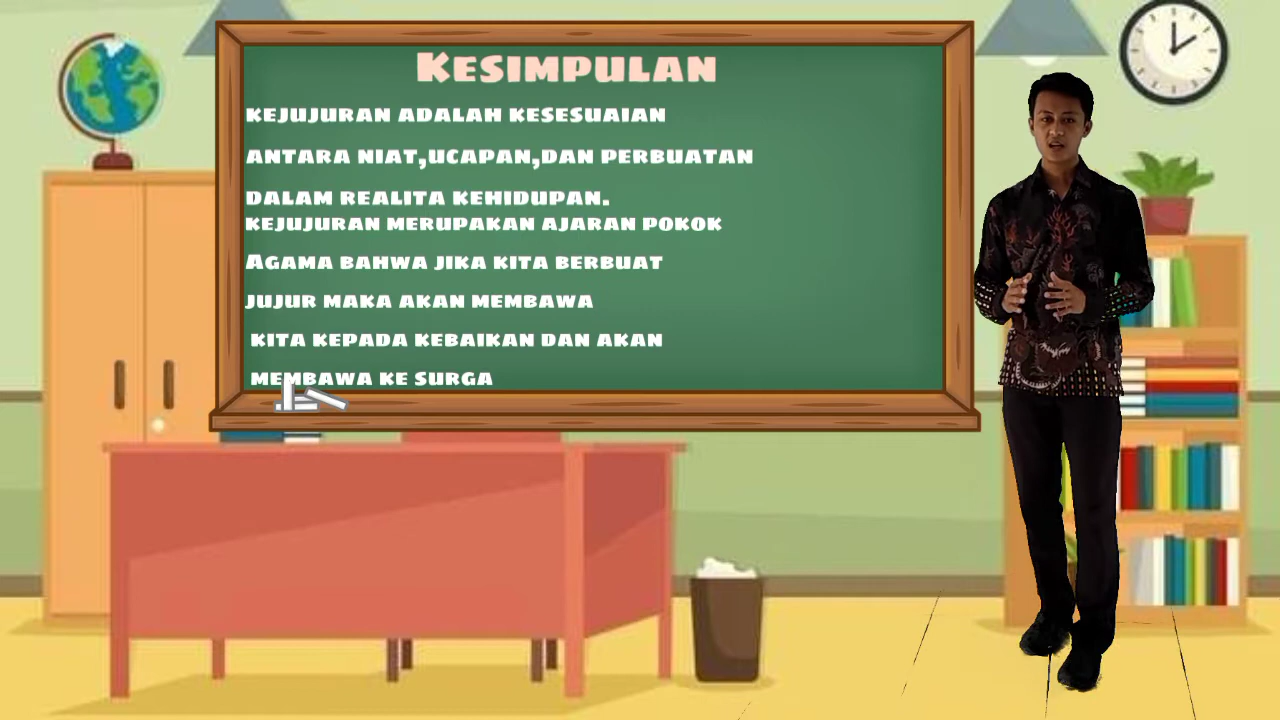 Kesimpulan
kejujuran adalah kesesuaian
antara niat,ucapan,dan perbuatan
dalam realita kehidupan.
kejujuran merupakan ajaran pokok
Agama bahwa jika kita berbuat
jujur maka akan membawa
kita kepada kebaikan dan akan
membawa ke surga